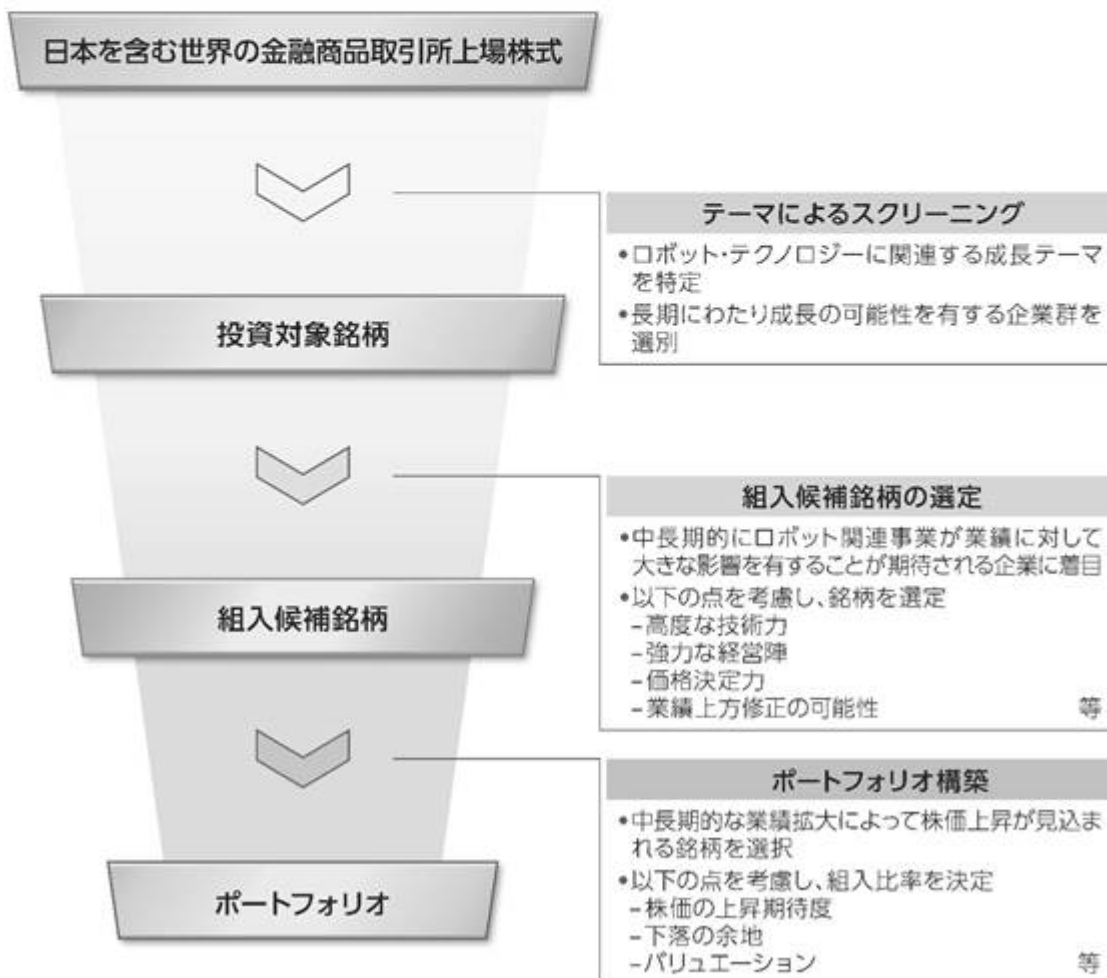 日本を含む世界の金融商品取引所上場株式
テーマによるスクリーニング
•ロボット・テクノロジーに関連する成長テーマ
を特定
•長期にわたり成長の可能性を有する企業群を
選別
投資対象銘柄
組入候補銘柄の選定
•中長期的にロボット関連事業が業績に対して
大きな影響を有することが期待される企業に着目
•以下の点を考慮し、銘柄を選定
–高度な技術力
–強力な経営陣
–価格決定力
–業績上方修正の可能性 等
組入候補銘柄
ポートフォリオ構築
•中長期的な業績拡大によって株価上昇が見込ま
れる銘柄を選択
•以下の点を考慮し、組入比率を決定
–株価の上昇期待度
–下落の余地
–バリュエーション 等
ポートフォリオ